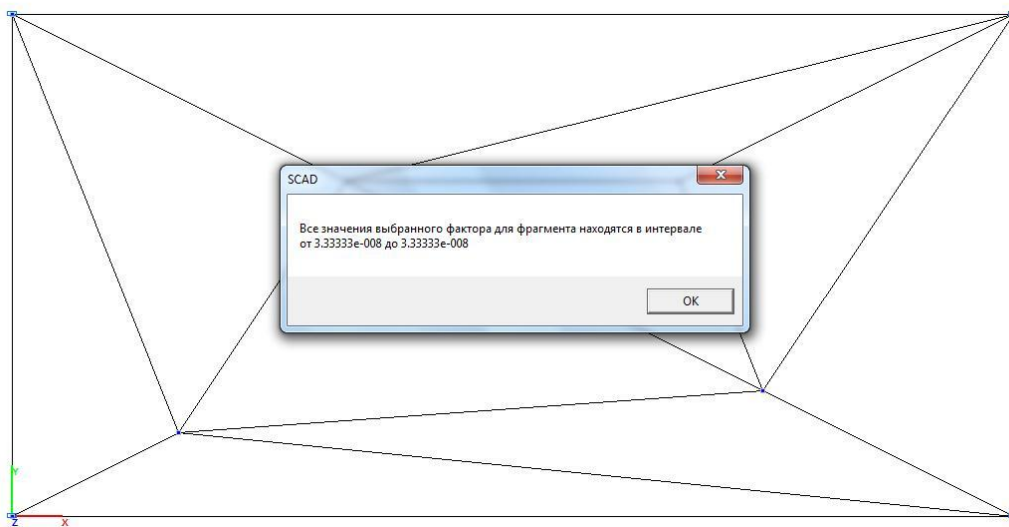 SCAD
Все значения выбранного фактора для фрагмента находятся в интервале
от 3.33333e-008 до 3.33333e-008
OK
Y
Z X